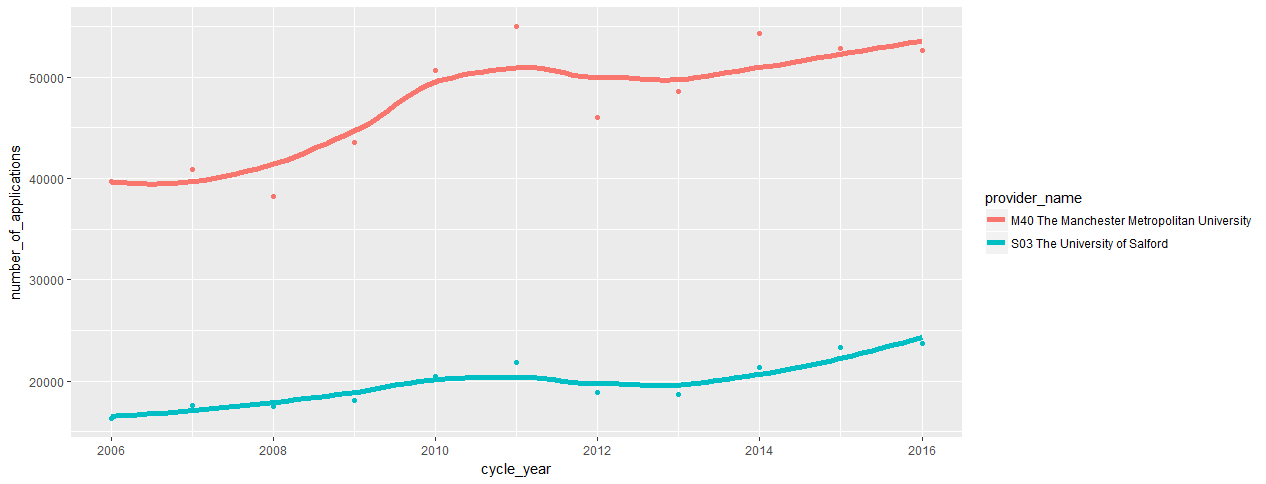 number_of_applications
50000
40000
30000
20000
2006 2008 2010 2012 2014 2016
cycle_year
provider_name
M40 The Manchester Metropolitan University
S03 The University of Salford